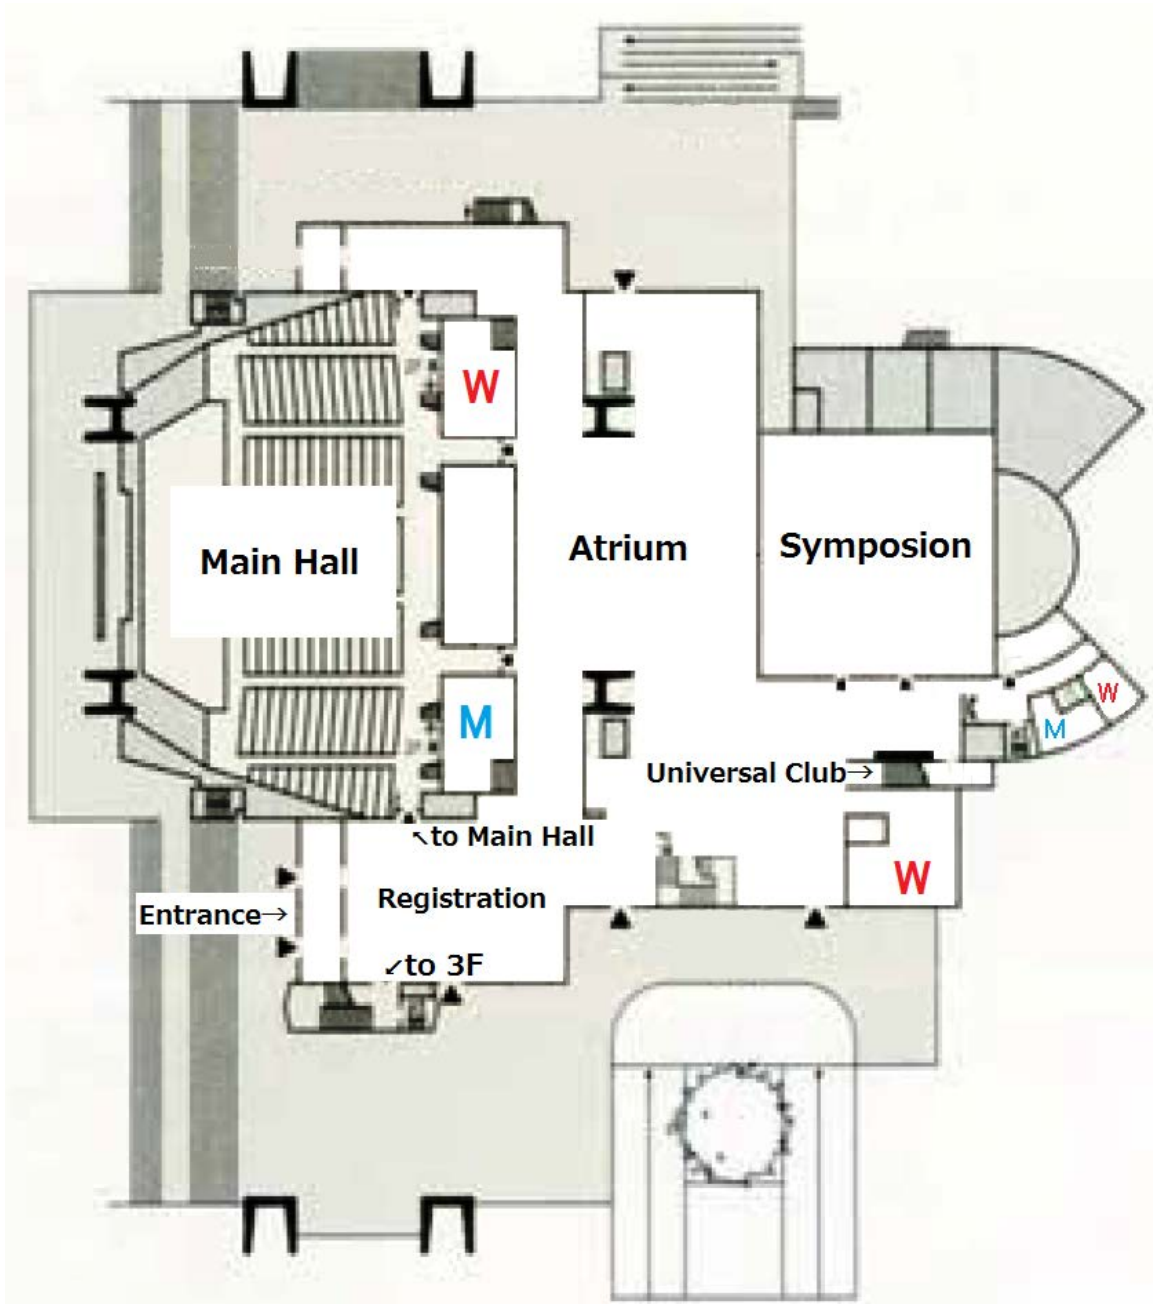 W
Main Hall
Atrium
Symposion
W
M
M
Universal Club→
↖to Main Hall
W
Registration
Entrance→
↙to 3F